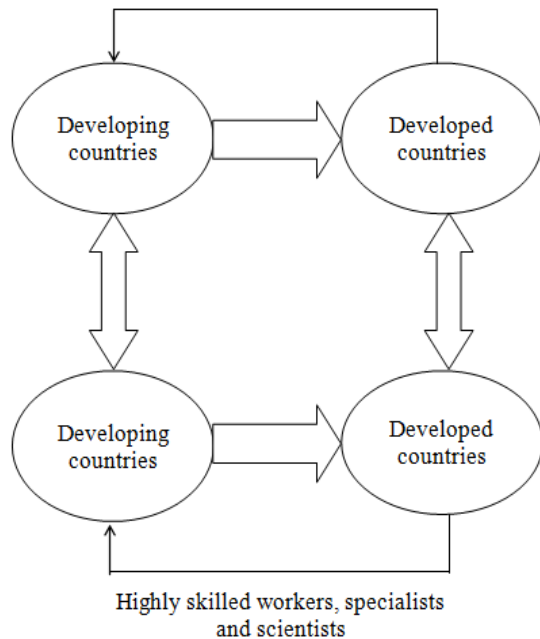 Developing
countries
Developed
countries
Developing
countries
Developed
countries
Highly skilled workers, specialists
and scientists